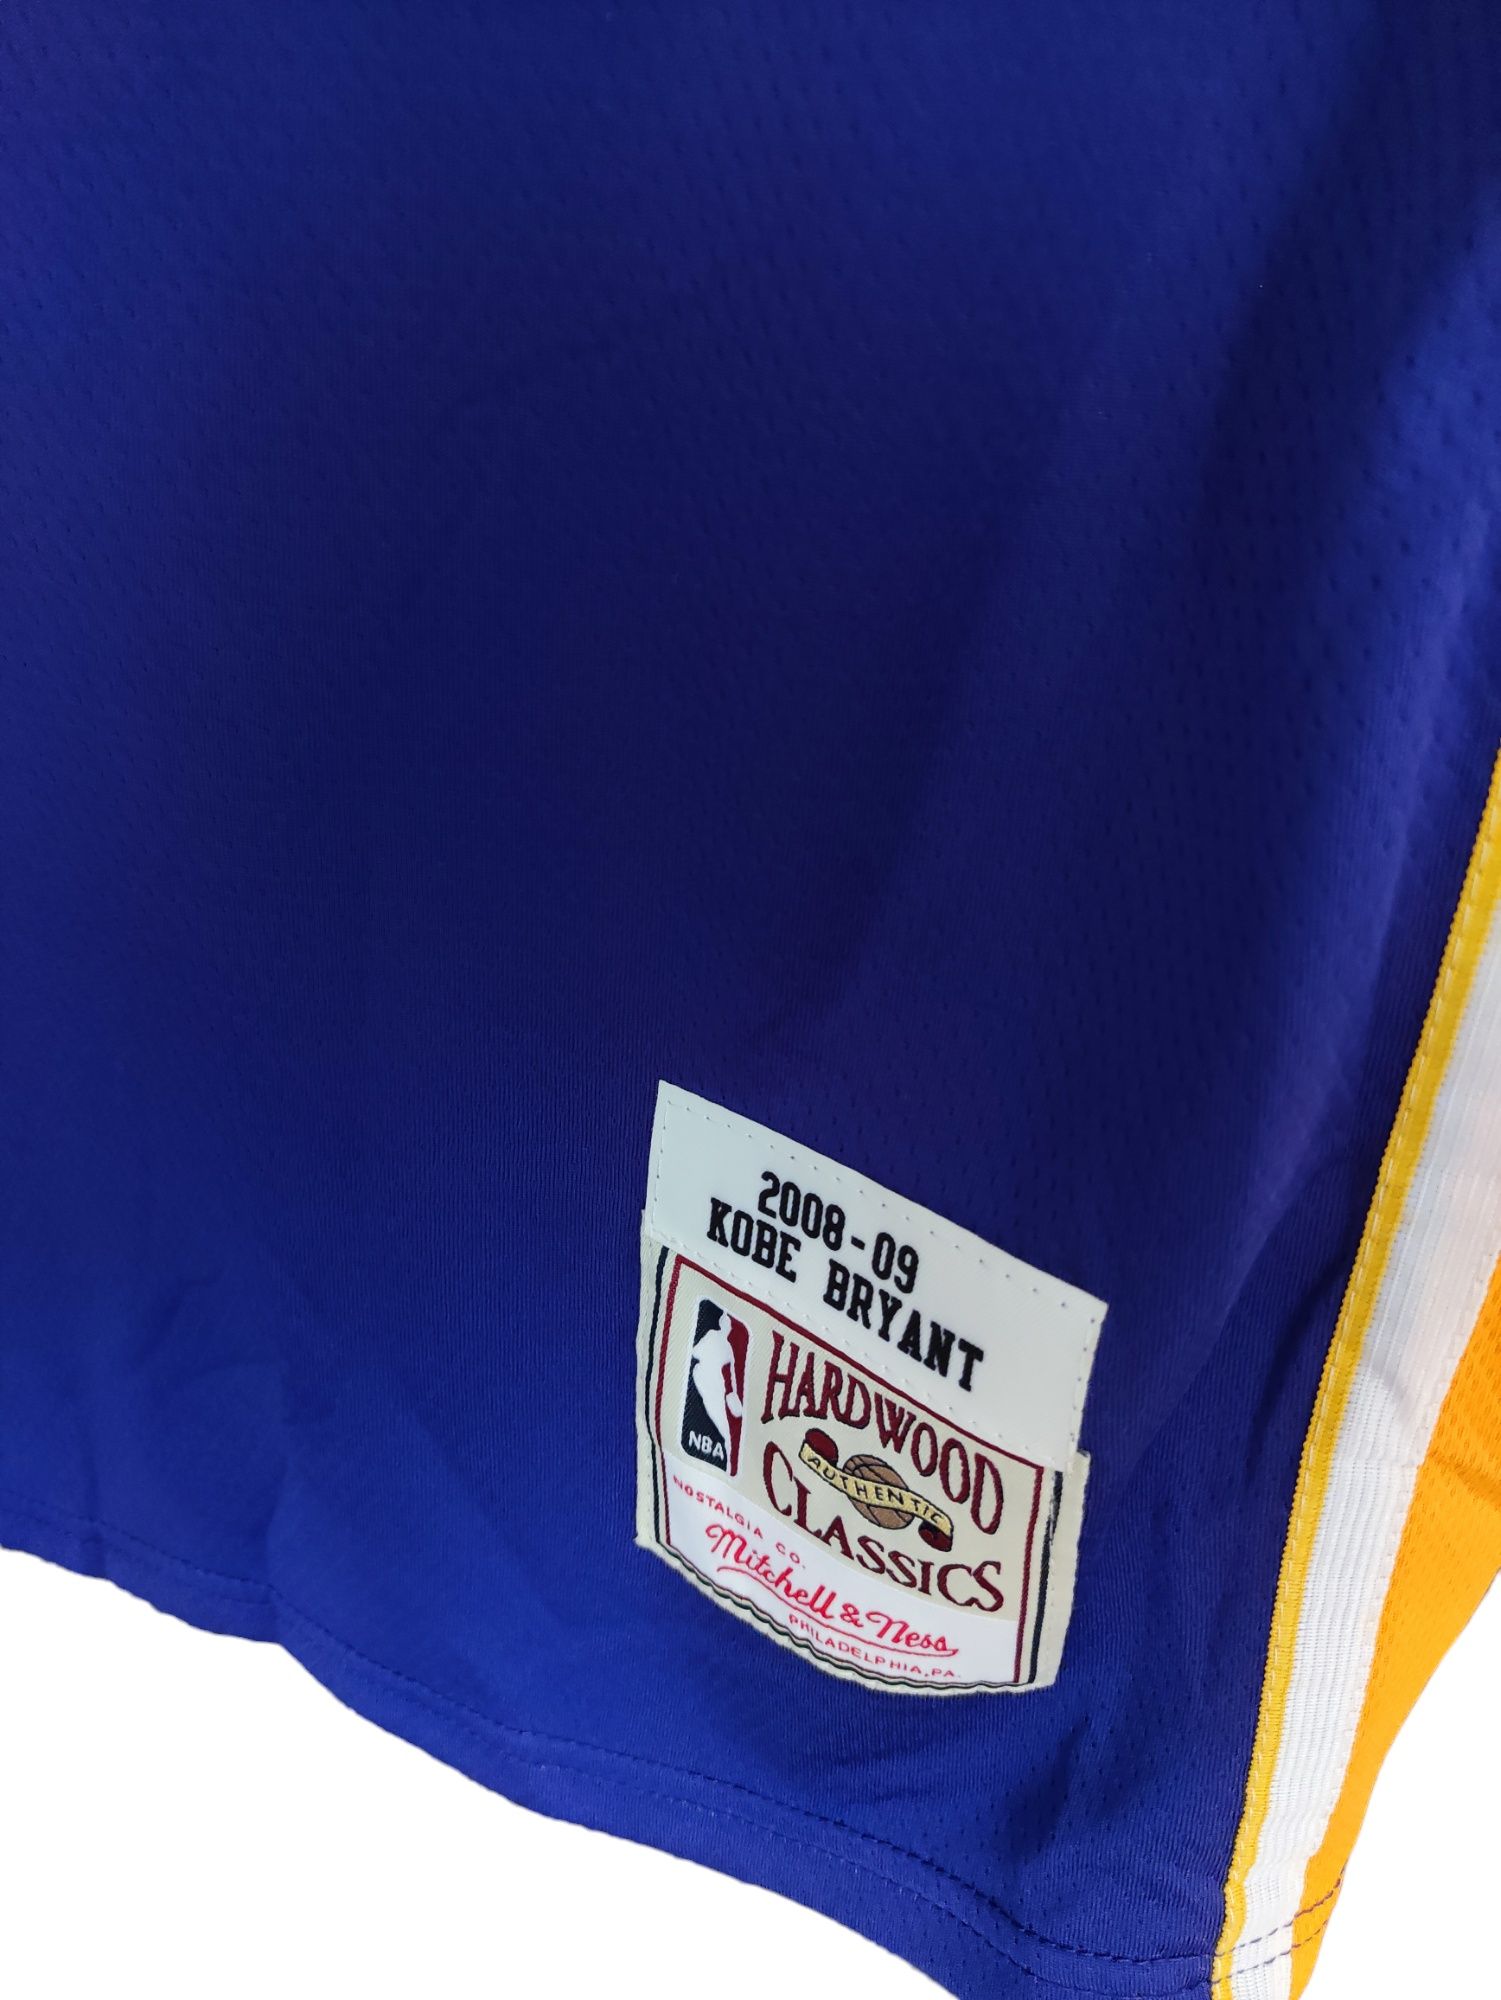 2008-09
KOBE BRYANT
NBA
HARDWOOD
AUTHENTIC
CLASSICS
NOSTALGIA CO.
Mitchell & Ness
PHILADELPHIA, PA.